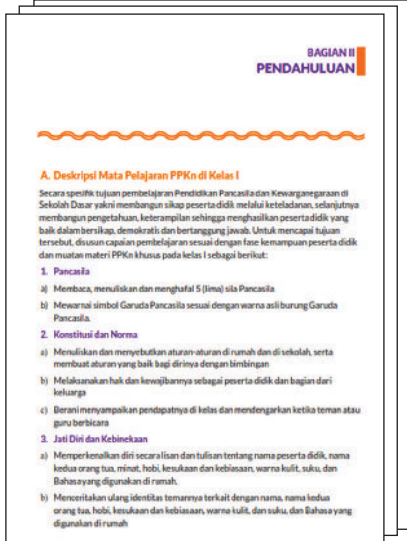 BAGIAN II
PENDAHULUAN
A. Deskripsi Mata Pelajaran PPKn di Kelas I
Secara spesifik tujuan pembelajaran Pendidikan Pancasila dan Kewarganegaraan di
Sekolah Dasar yakni membangun sikap peserta didik melalui keteladanan, selanjutnya
membangun pengetahuan, keterampilan sehingga menghasilkan peserta didik yang
baik dalam bersikap, demokratis dan bertanggung jawab. Untuk mencapai tujuan
tersebut, disusun capaian pembelajaran sesuai dengan fase kemampuan peserta didik
dan muatan materi PPKn khusus pada kelas I sebagai berikut:
1. Pancasila
a) Membaca, menuliskan dan menghafal 5 (lima) sila Pancasila
b) Mewarnai simbol Garuda Pancasila sesuai dengan warna asli burung Garuda
Pancasila.
2. Konstitusi dan Norma
a) Menuliskan dan menyebutkan aturan-aturan di rumah dan di sekolah, serta
membuat aturan yang baik bagi dirinya dengan bimbingan
b) Melaksanakan hak dan kewajibannya sebagai peserta didik dan bagian dari
keluarga
c) Berani menyampaikan pendapatnya di kelas dan mendengarkan ketika teman atau
guru berbicara
3. Jati Diri dan Kebinekaan
a) Memperkenalkan diri secara lisan dan tulisan tentang nama peserta didik, nama
kedua orang tua, minat, hobi, kesukaan dan kebiasaan, warna kulit, suku, dan
Bahasa yang digunakan di rumah.
b) Menceritakan ulang identitas temannya terkait dengan nama, nama kedua
orang tua, hobi, kesukaan dan kebiasaan, warna kulit, dan suku, dan Bahasa yang
digunakan di rumah